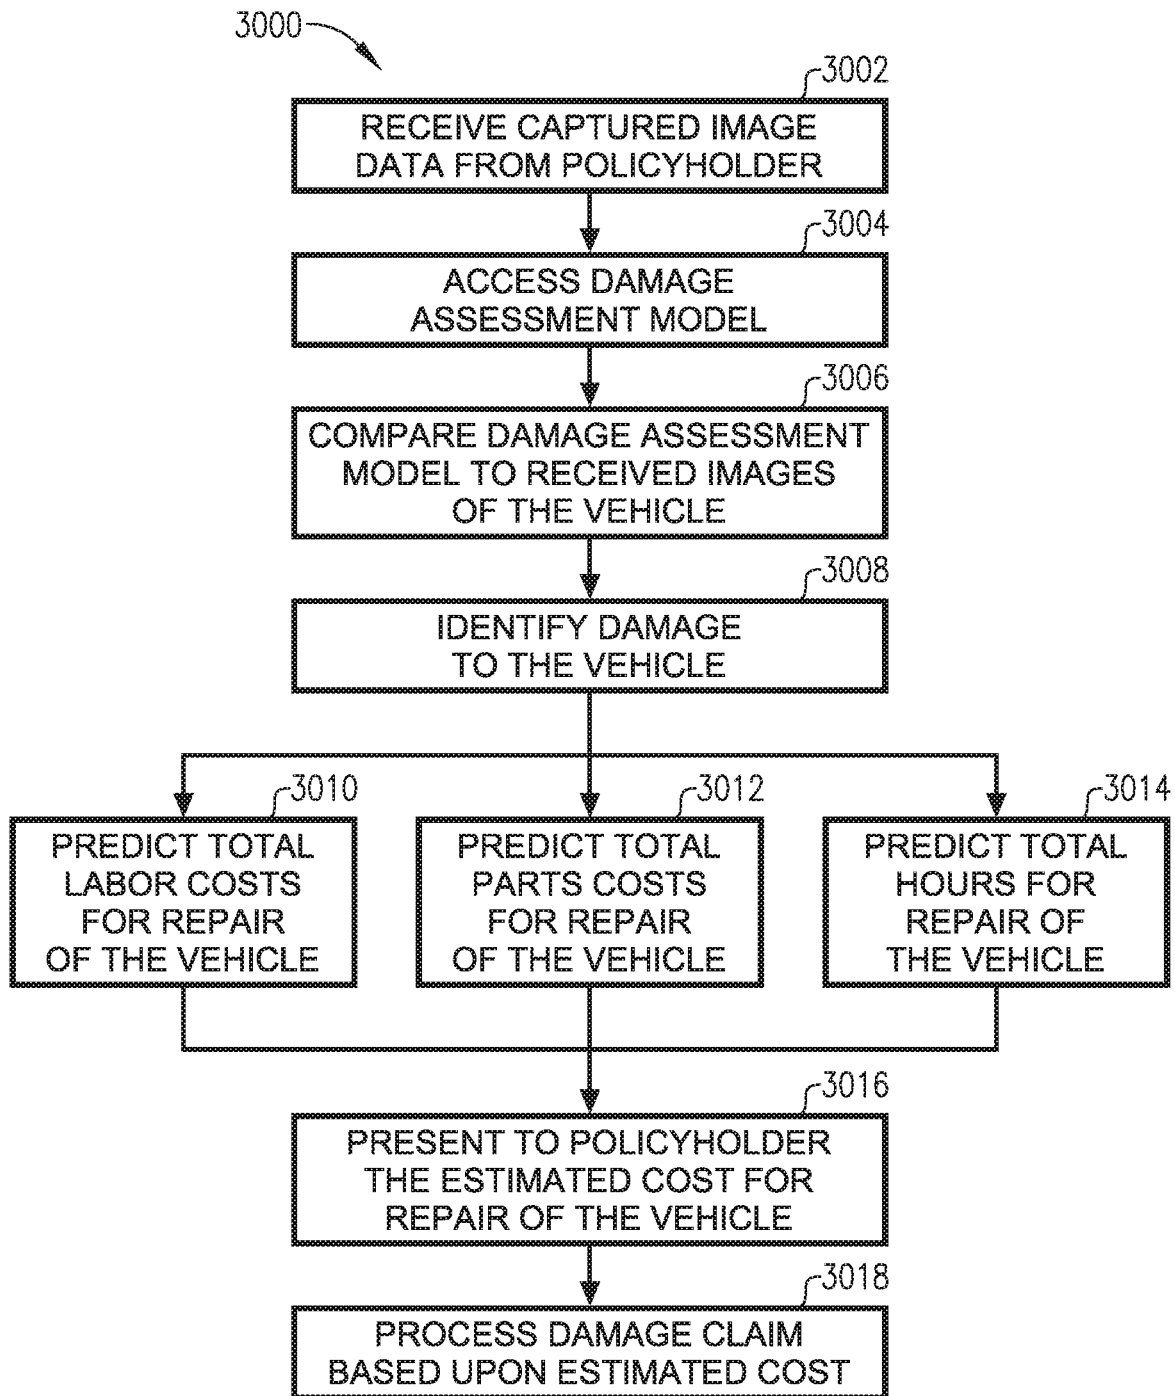 3000
3002
RECEIVE CAPTURED IMAGE
DATA FROM POLICYHOLDER
3004
ACCESS DAMAGE
ASSESSMENT MODEL
3006
COMPARE DAMAGE ASSESSMENT
MODEL TO RECEIVED IMAGES
OF THE VEHICLE
3008
IDENTIFY DAMAGE
TO THE VEHICLE
3010
PREDICT TOTAL
LABOR COSTS
FOR REPAIR
OF THE VEHICLE
3012
PREDICT TOTAL
PARTS COSTS
FOR REPAIR
OF THE VEHICLE
3014
PREDICT TOTAL
HOURS FOR
REPAIR OF
THE VEHICLE
3016
PRESENT TO POLICYHOLDER
THE ESTIMATED COST FOR
REPAIR OF THE VEHICLE
3018
PROCESS DAMAGE CLAIM
BASED UPON ESTIMATED COST